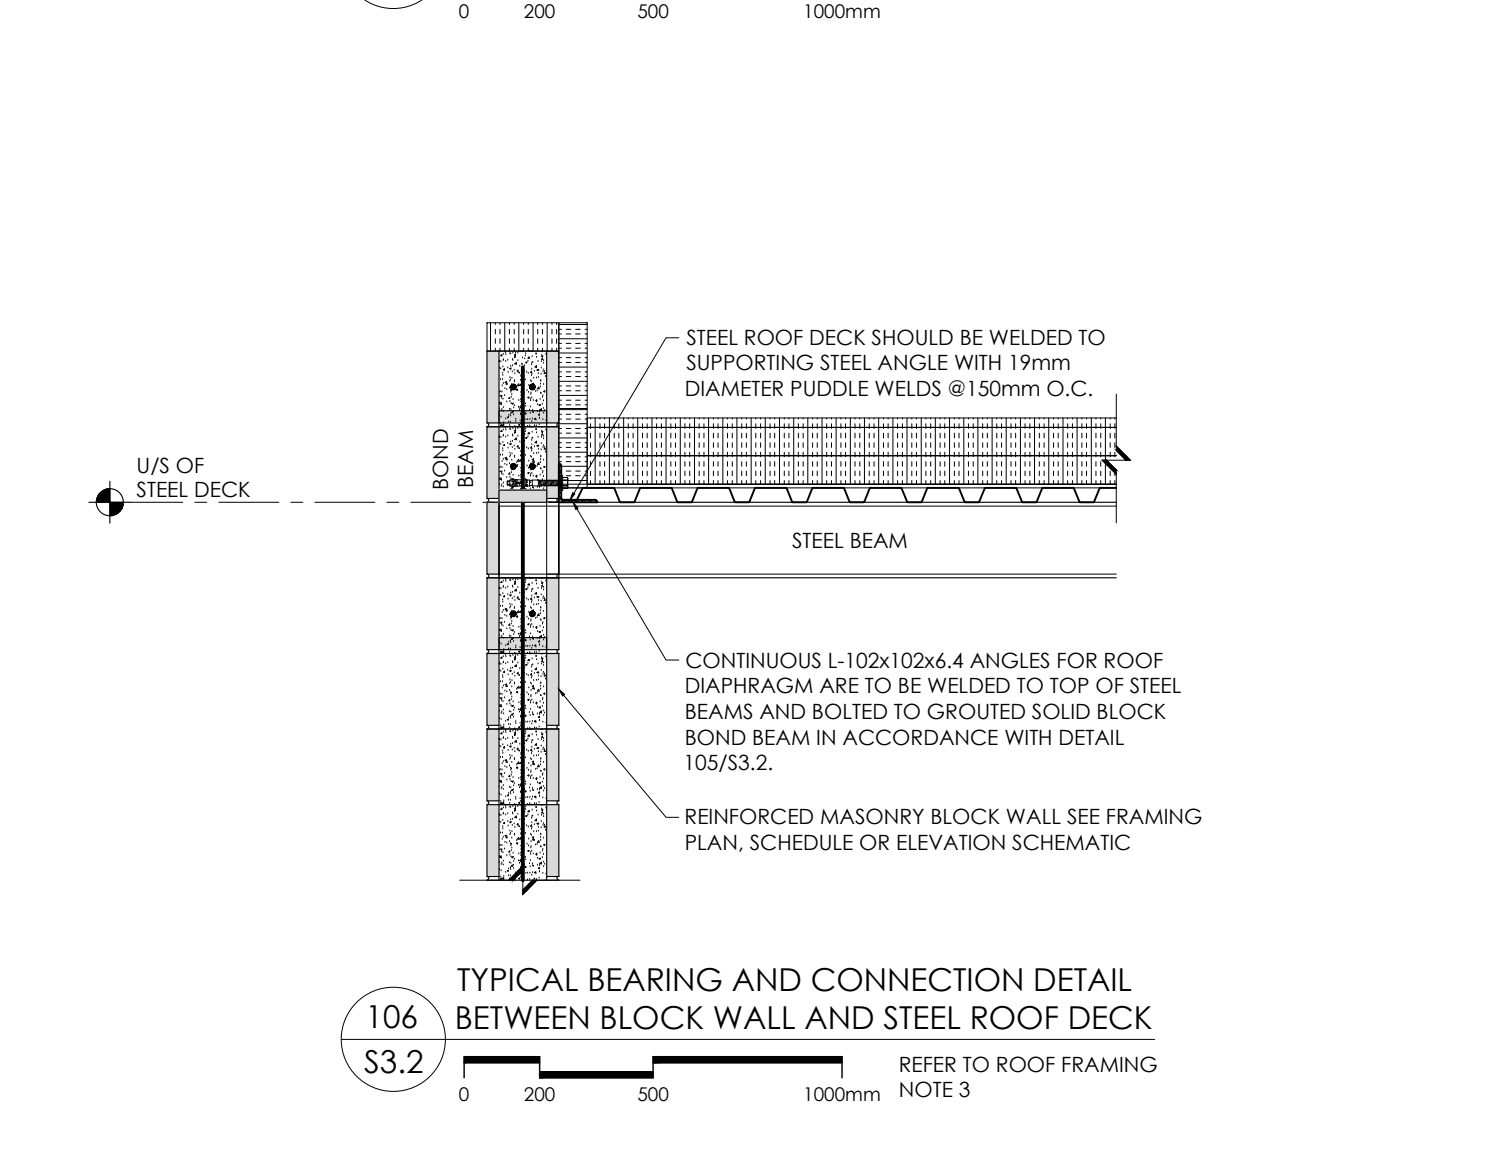 0 200 500 1000mm
STEEL ROOF DECK SHOULD BE WELDED TO
SUPPORTING STEEL ANGLE WITH 19mm
DIAMETER PUDDLE WELDS @150mm O.C.
BOND
BEAM
U/S OF
STEEL DECK
STEEL BEAM
CONTINUOUS L-102x102x6.4 ANGLES FOR ROOF
DIAPHRAGM ARE TO BE WELDED TO TOP OF STEEL
BEAMS AND BOLTED TO GROUTED SOLID BLOCK
BOND BEAM IN ACCORDANCE WITH DETAIL
105/S3.2.
REINFORCED MASONRY BLOCK WALL SEE FRAMING
PLAN, SCHEDULE OR ELEVATION SCHEMATIC
TYPICAL BEARING AND CONNECTION DETAIL
BETWEEN BLOCK WALL AND STEEL ROOF DECK
106
S3.2
REFER TO ROOF FRAMING
NOTE 3
0 200 500 1000mm